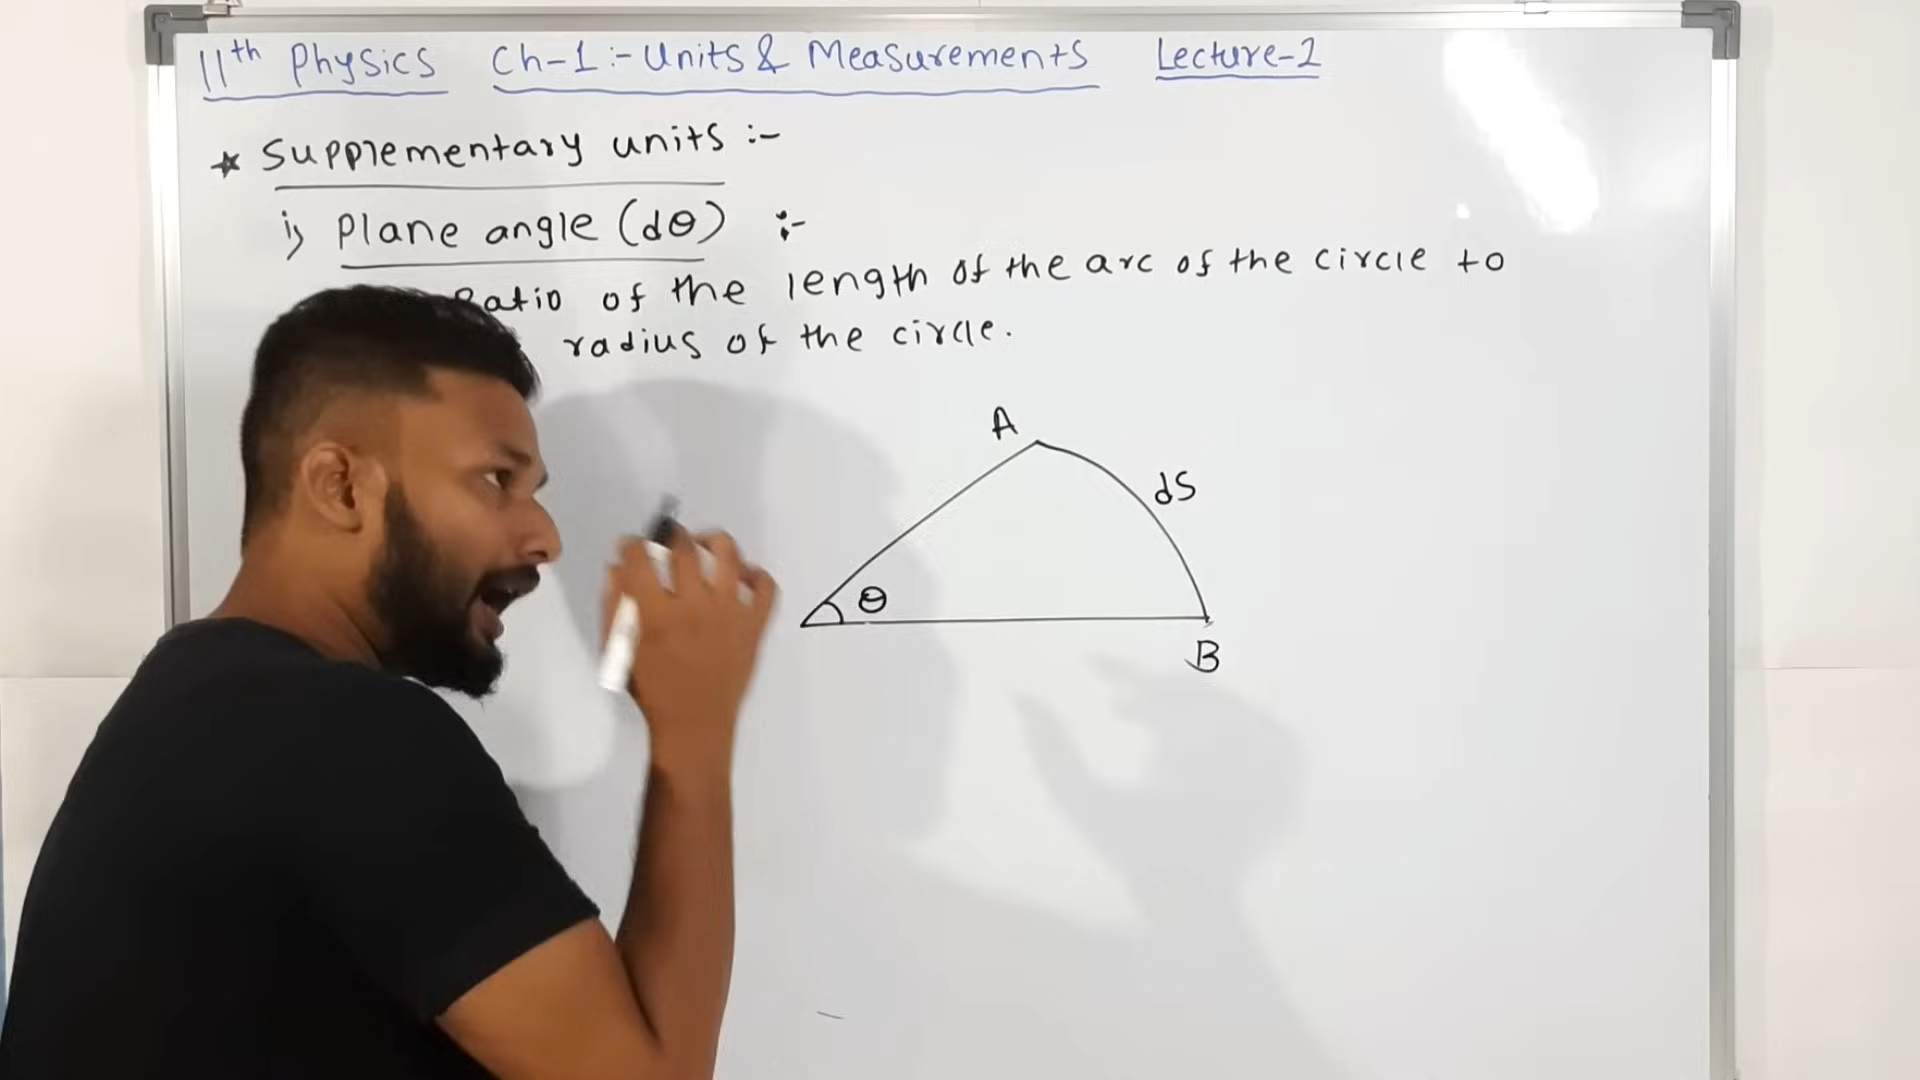 11th Physics Ch-1:- Units & Measurements Lecture-2
* Supplementary units :-
i) Plane angle (dθ) :-
Ratio of the length of the arc of the circle to
radius of the circle.
A
dS
θ
B